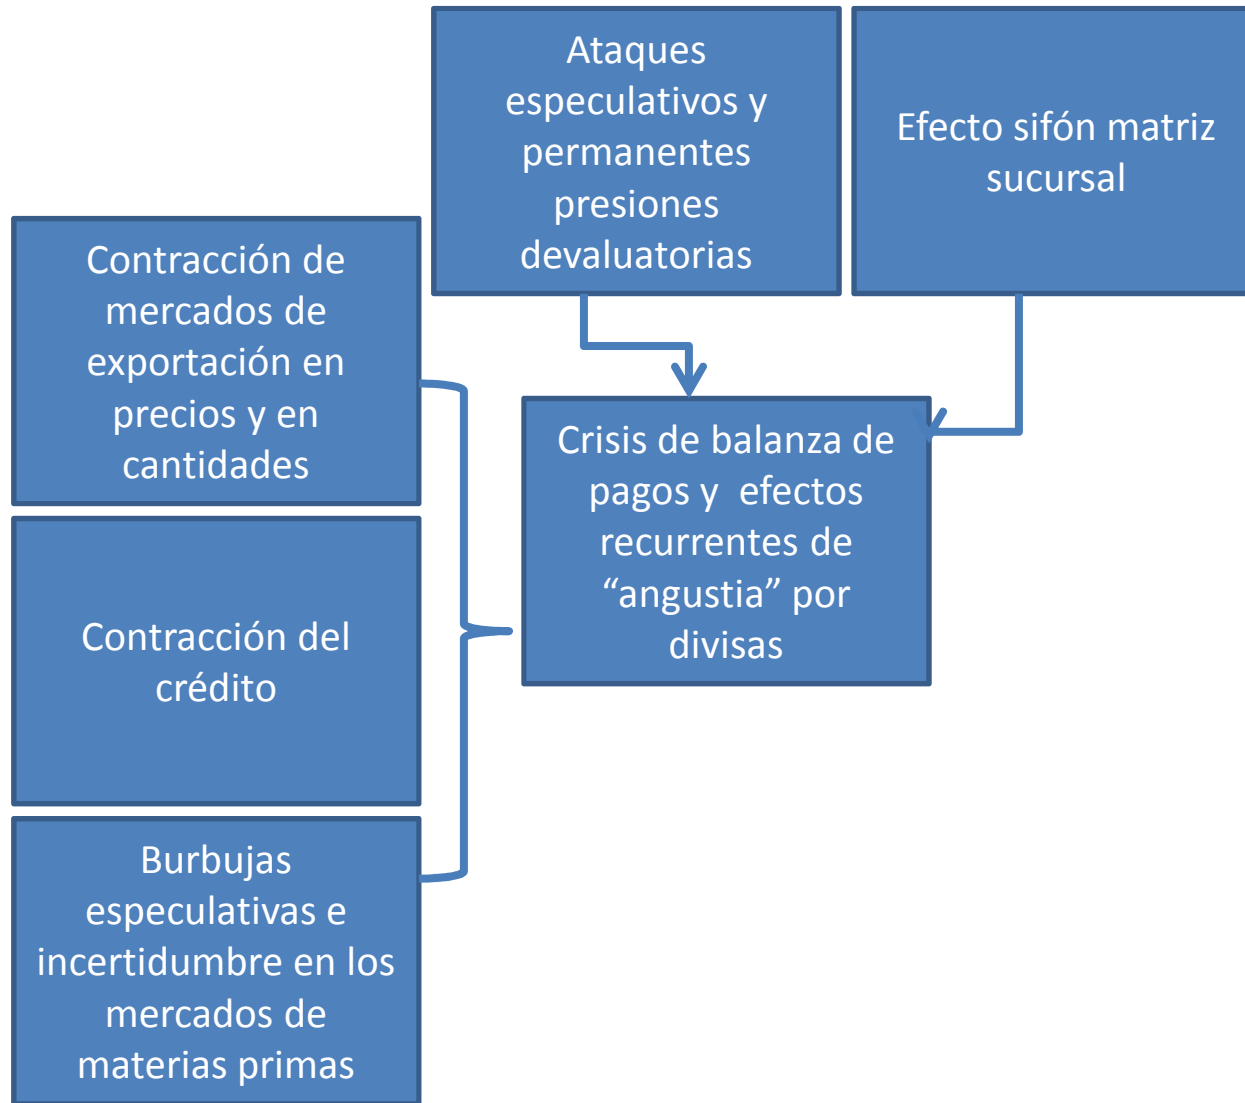 Ataques
especulativos y
permanentes
presiones
devaluatorias
Efecto sifón matriz
sucursal
Contracción de
mercados de
exportación en
precios y en
cantidades
Crisis de balanza de
pagos y efectos
recurrentes de
“angustia” por
divisas
Contracción del
crédito
Burbujas
especulativas e
incertidumbre en los
mercados de
materias primas